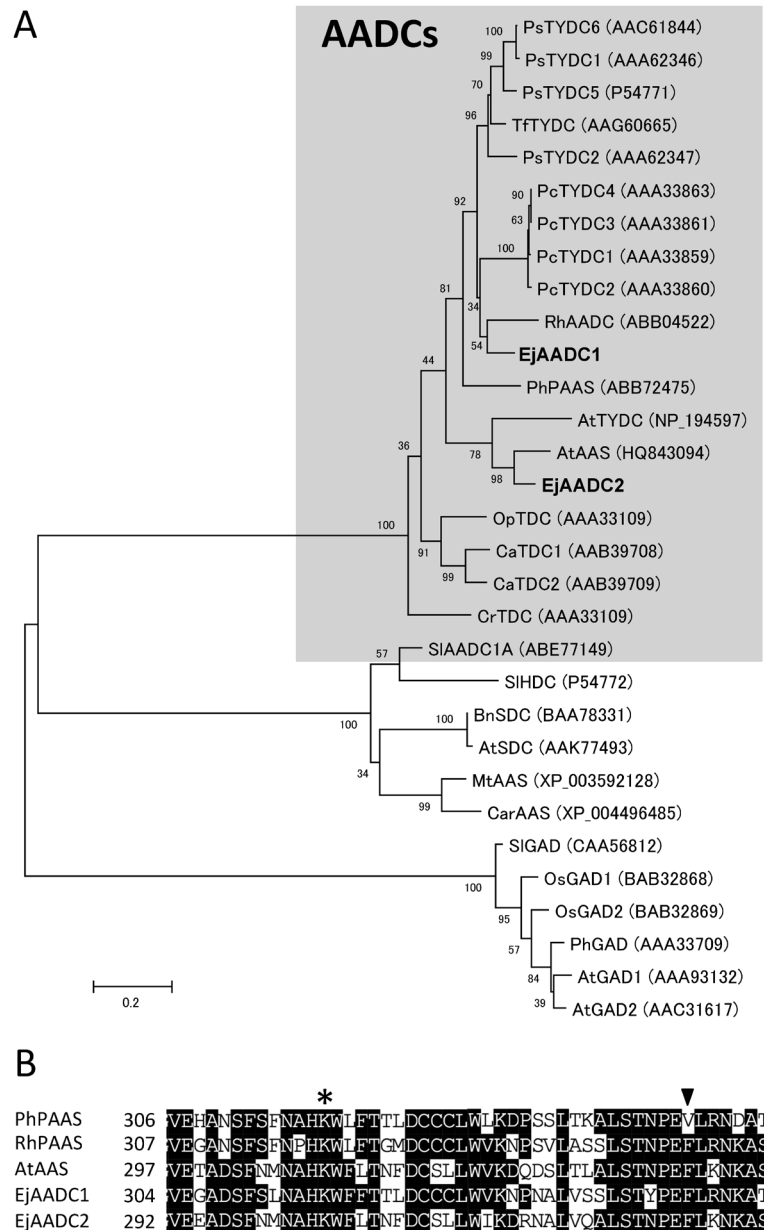 A
AADCs
PsTYDC6 (AAC61844)
100
PsTYDC1 (AAA62346)
99
PsTYDC5 (P54771)
70
TfTYDC (AAG60665)
96
PsTYDC2 (AAA62347)
PcTYDC4 (AAA33863)
90
PcTYDC3 (AAA33861)
63
92
PcTYDC1 (AAA33859)
100
PcTYDC2 (AAA33860)
81
34
RhAADC (ABB04522)
54
EjAADC1
44
PhPAAS (ABB72475)
AtTYDC (NP_194597)
36
78
AtAAS (HQ843094)
98
EjAADC2
OpTDC (AAA33109)
100
91
CaTDC1 (AAB39708)
99
CaTDC2 (AAB39709)
CrTDC (AAA33109)
SlAADC1A (ABE77149)
57
SlHDC (P54772)
100
BnSDC (BAA78331)
100
AtSDC (AAK77493)
34
MtAAS (XP_003592128)
99
CarAAS (XP_004496485)
SlGAD (CAA56812)
100
OsGAD1 (BAB32868)
95
OsGAD2 (BAB32869)
57
PhGAD (AAA33709)
84
AtGAD1 (AAA93132)
39
AtGAD2 (AAC31617)
0.2
B
*
PhPAAS 306 VEHANSFSFNAHKWLFTTLDCCCLWLKDPSSLTKALSTNPEVLRNDAT
RhPAAS 307 VEGANSFSFNPHKWLFTGMDCCCLWVKNPSVLASSLSTNPEFLRNKAS
AtAAS 297 VETADSFNMNAHKWFLTNFDCSLLWVKDQDSLTLALSTNPEFLKNKAS
EjAADC1 304 VEGADSFSLNAHKWFFTTLDCCCLWVKNPNALVSSLSTYPEFLRNKAT
EjAADC2 292 VEEADSFNMNAHKWFLTNFDCSLLWIKDRNALVQALSTNPEFLKNKAS